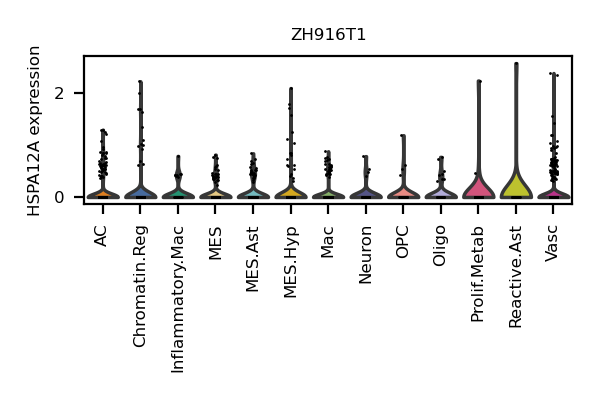 ZH916T1
HSPA12A expression
2
0
AC
Chromatin.Reg
Inflammatory.Mac
MES
MES.Ast
MES.Hyp
Mac
Neuron
OPC
Oligo
Prolif.Metab
Reactive.Ast
Vasc